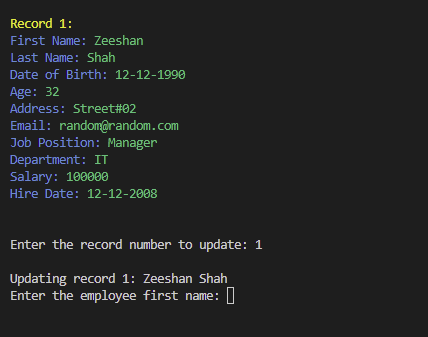 Record 1:
First Name: Zeeshan
Last Name: Shah
Date of Birth: 12-12-1990
Age: 32
Address: Street#02
Email: random@random.com
Job Position: Manager
Department: IT
Salary: 100000
Hire Date: 12-12-2008
Enter the record number to update: 1
Updating record 1: Zeeshan Shah
Enter the employee first name: